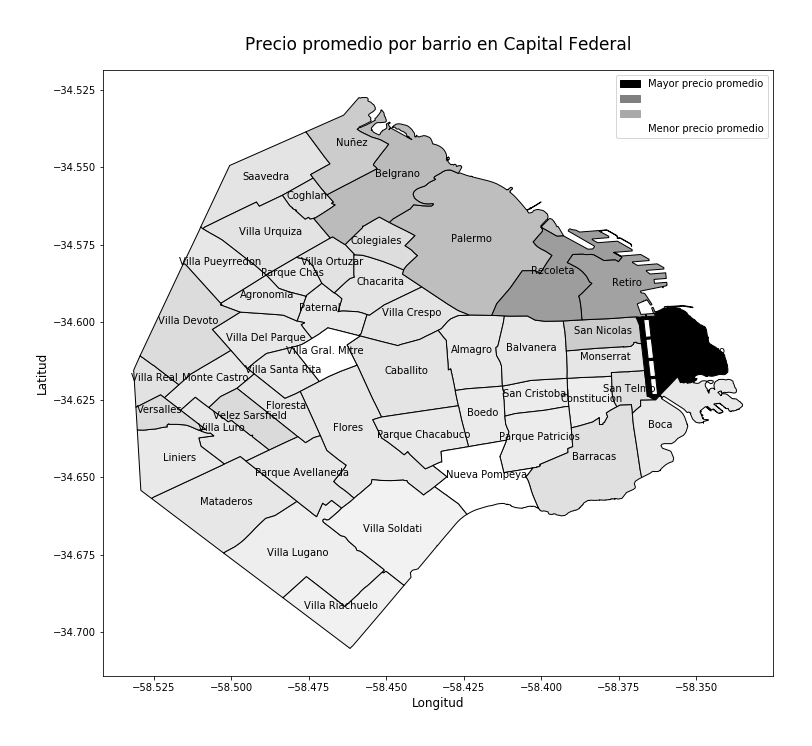 Precio promedio por barrio en Capital Federal
Mayor precio promedio
Menor precio promedio
Latitud
−34.525
−34.550
−34.575
−34.600
−34.625
−34.650
−34.675
−34.700
Nuñez
Belgrano
Saavedra
Coghlan
Villa Urquiza
Colegiales
Palermo
Villa Pueyrredon
Villa Ortuzar
Parque Chas
Recoleta
Retiro
Chacarita
Agronomia
Paternal
Villa Crespo
Villa Devoto
San Nicolas
Villa Del Parque
Almagro
Balvanera
Villa Gral. Mitre
Monserrat
Villa Real
Monte Castro
Villa Santa Rita
Caballito
San Telmo
San Cristobal
Constitucion
Versalles
Floresta
Velez Sarsfield
Boedo
Villa Luro
Flores
Boca
Parque Chacabuco
Parque Patricios
Liniers
Barracas
Parque Avellaneda
Nueva Pompeya
Mataderos
Villa Soldati
Villa Lugano
Villa Riachuelo
−58.525
−58.500
−58.475
−58.450
−58.425
−58.400
−58.375
−58.350
Longitud